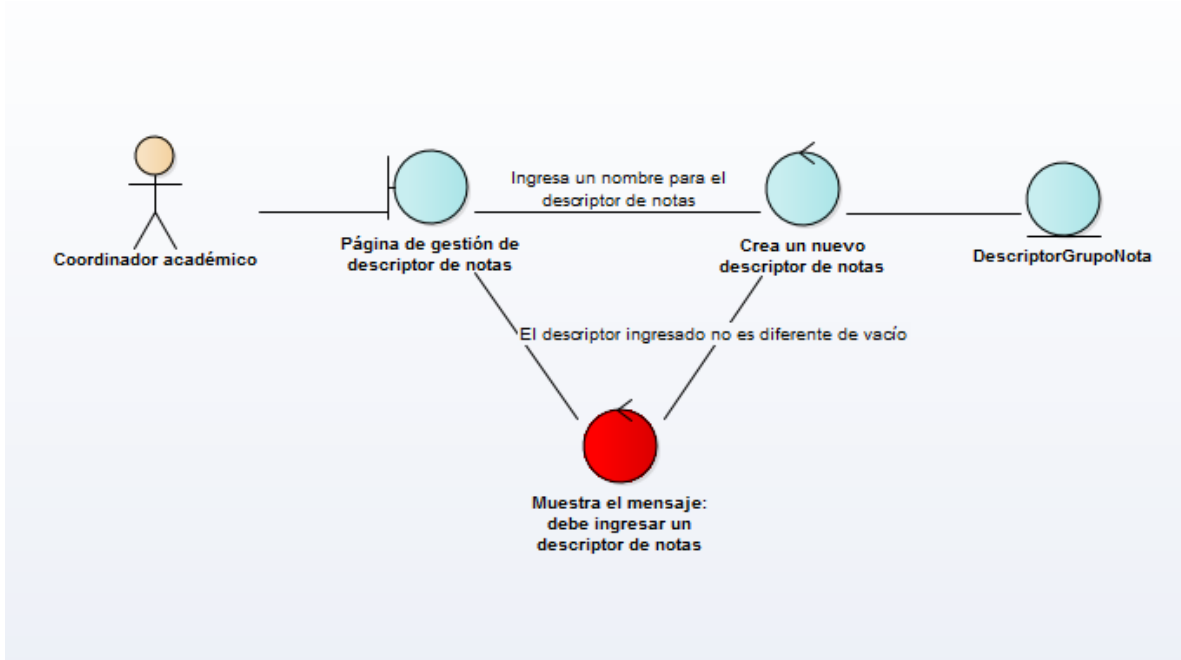 Ingresa un nombre para el
descriptor de notas
Coordinador académico
Página de gestión de
descriptor de notas
Crea un nuevo
descriptor de notas
DescriptorGrupoNota
El descriptor ingresado no es diferente de vacío
Muestra el mensaje:
debe ingresar un
descriptor de notas